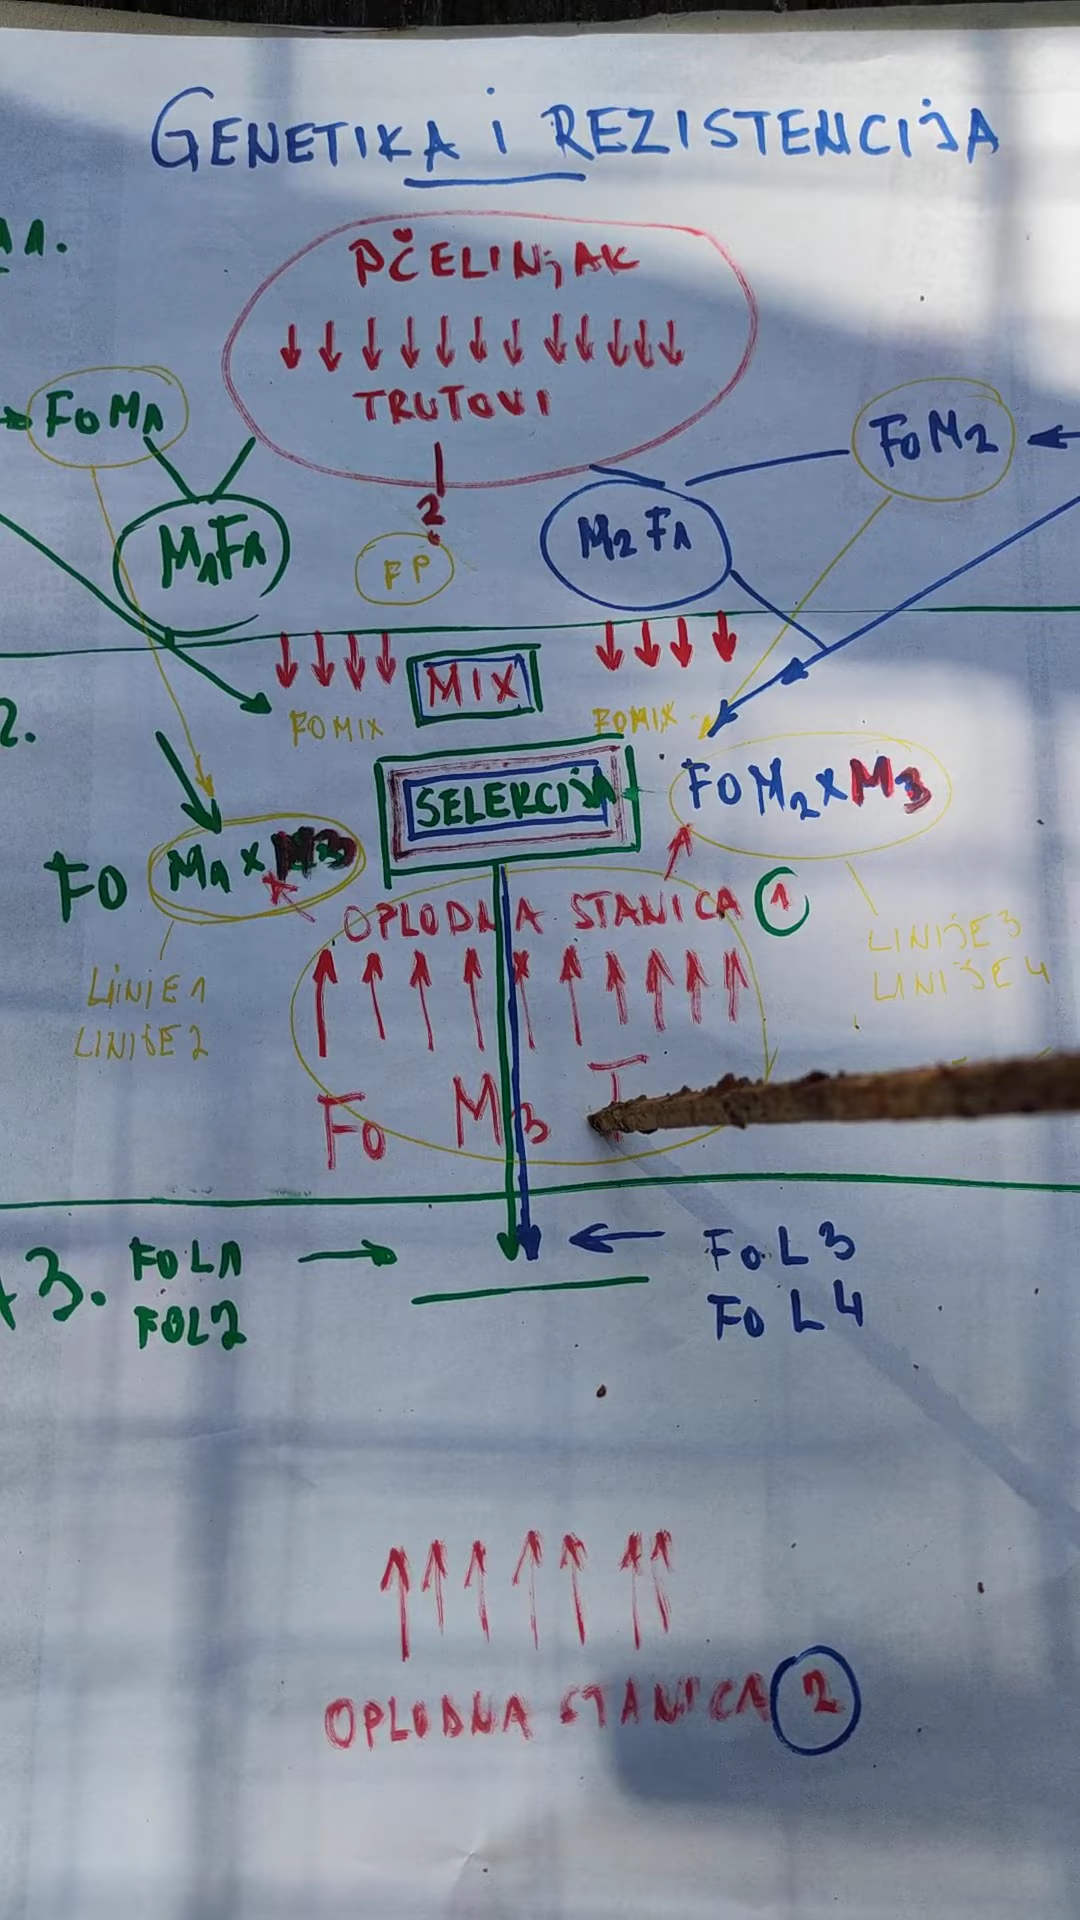 GENETIKA i REZISTENCIJA
1.
PČELINJAK
TRUTOVI
FOM1
FOM2
2
M1F1
M2F1
FP
MIX
2.
FOMIX
FOMIX
SELEKCIJA
FOM2xM3
FO
M1xM3
OPLODNA STANICA 1
LINIJE 3
LINIJE 4
LINIE 1
LINIJE 2
FO M3
3.
FOL1
FOL2
FOL3
FOL4
OPLODNA STANICA 2